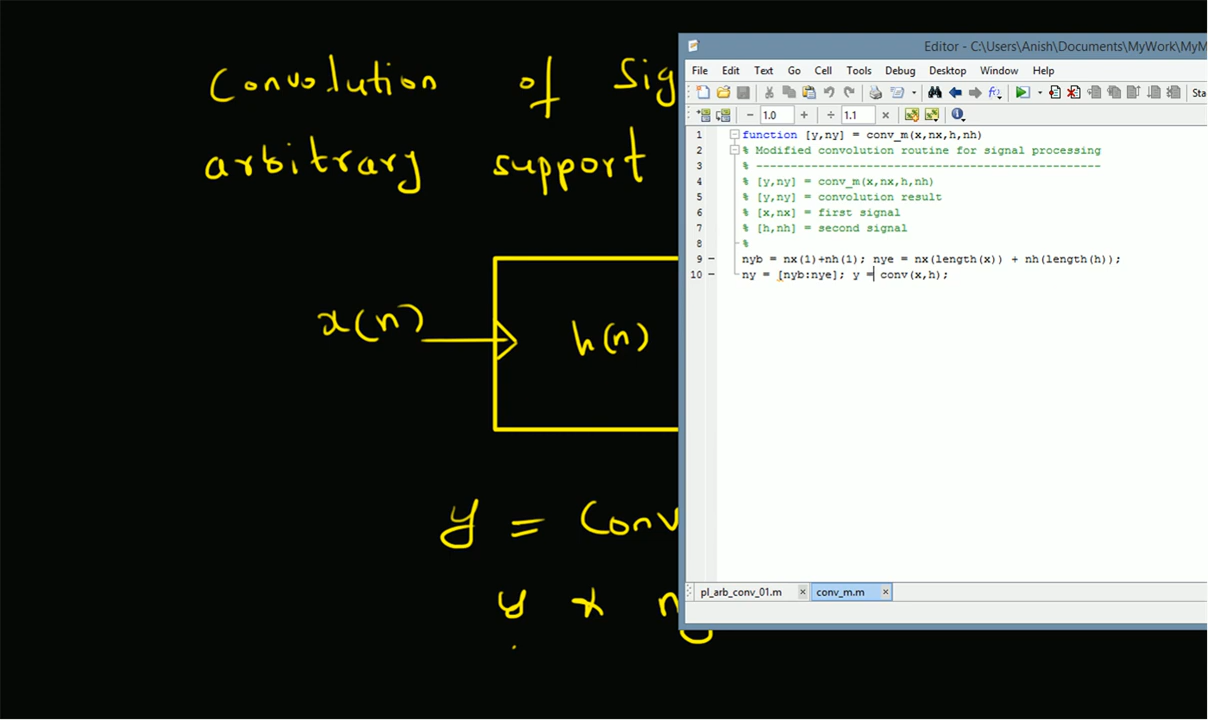 Convolution of Sig
arbitrary support
x(n)
h(n)
y = Conv
y x n
Editor - C:\Users\Anish\Documents\MyWork\MyM
File Edit Text Go Cell Tools Debug Desktop Window Help
Sta
- 1.0 + ÷ 1.1 ×
1 function [y,ny] = conv_m(x,nx,h,nh)
2 % Modified convolution routine for signal processing
3 % --------------------------------------------------
4 % [y,ny] = conv_m(x,nx,h,nh)
5 % [y,ny] = convolution result
6 % [x,nx] = first signal
7 % [h,nh] = second signal
8 %
9 - nyb = nx(1)+nh(1); nye = nx(length(x)) + nh(length(h));
10 - ny = [nyb:nye]; y = conv(x,h);
pl_arb_conv_01.m × conv_m.m ×